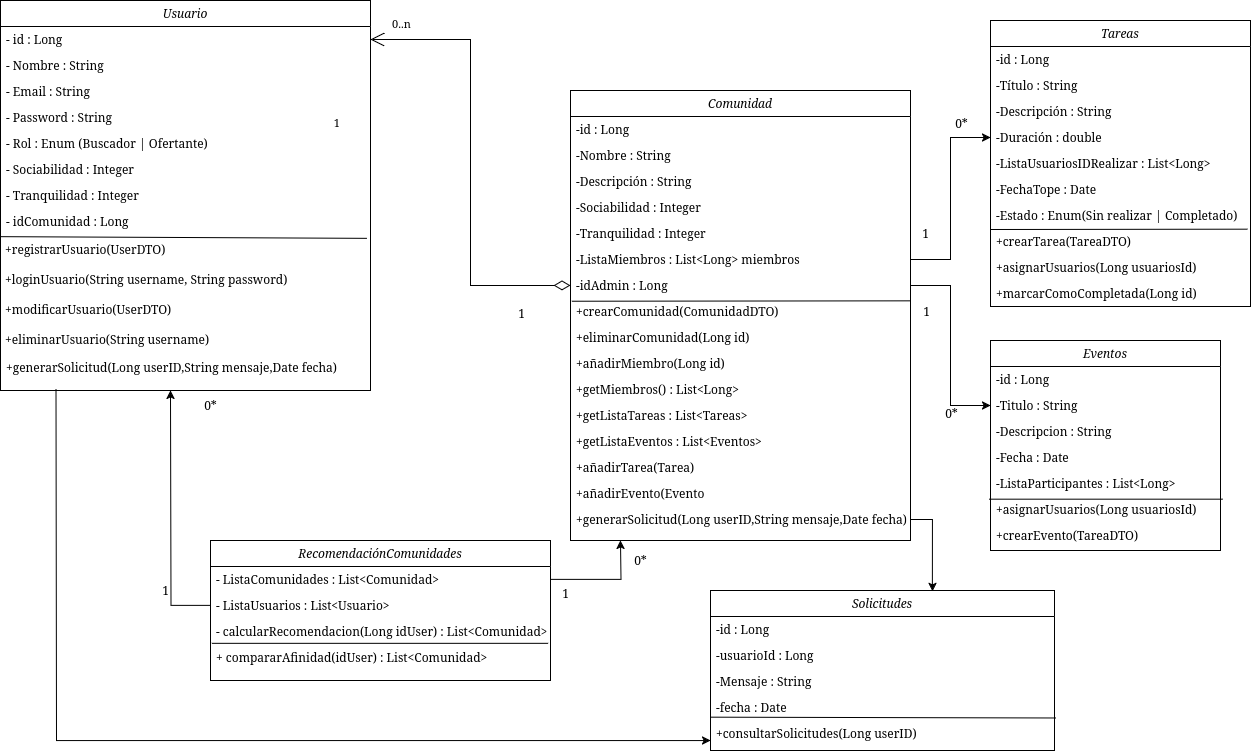 Usuario
- id : Long
- Nombre : String
- Email : String
- Password : String
- Rol : Enum (Buscador | Ofertante)
- Sociabilidad : Integer
- Tranquilidad : Integer
- idComunidad : Long
+registrarUsuario(UserDTO)
+loginUsuario(String username, String password)
+modificarUsuario(UserDTO)
+eliminarUsuario(String username)
+generarSolicitud(Long userID,String mensaje,Date fecha)
1
0..n
1
0*
1
Comunidad
-id : Long
-Nombre : String
-Descripción : String
-Sociabilidad : Integer
-Tranquilidad : Integer
-ListaMiembros : List<Long> miembros
-idAdmin : Long
+crearComunidad(ComunidadDTO)
+eliminarComunidad(Long id)
+añadirMiembro(Long id)
+getMiembros() : List<Long>
+getListaTareas : List<Tareas>
+getListaEventos : List<Eventos>
+añadirTarea(Tarea)
+añadirEvento(Evento
+generarSolicitud(Long userID,String mensaje,Date fecha)
0*
1
1
0*
Tareas
-id : Long
-Título : String
-Descripción : String
-Duración : double
-ListaUsuariosIDRealizar : List<Long>
-FechaTope : Date
-Estado : Enum(Sin realizar | Completado)
+crearTarea(TareaDTO)
+asignarUsuarios(Long usuariosId)
+marcarComoCompletada(Long id)
Eventos
-id : Long
-Titulo : String
-Descripcion : String
-Fecha : Date
-ListaParticipantes : List<Long>
+asignarUsuarios(Long usuariosId)
+crearEvento(TareaDTO)
RecomendaciónComunidades
- ListaComunidades : List<Comunidad>
- ListaUsuarios : List<Usuario>
- calcularRecomendacion(Long idUser) : List<Comunidad>
+ compararAfinidad(idUser) : List<Comunidad>
0*
1
Solicitudes
-id : Long
-usuarioId : Long
-Mensaje : String
-fecha : Date
+consultarSolicitudes(Long userID)